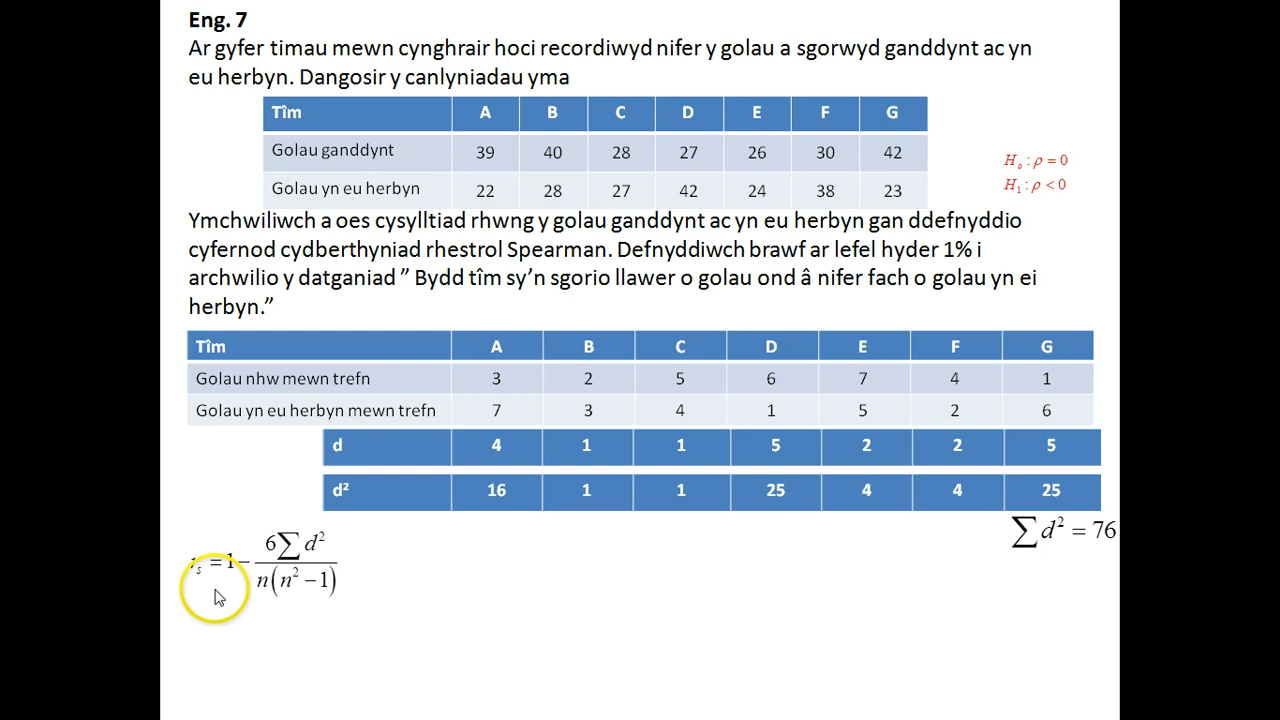 Eng. 7
Ar gyfer timau mewn cynghrair hoci recordiwyd nifer y golau a sgorwyd ganddynt ac yn
eu herbyn. Dangosir y canlyniadau yma
Tîm A B C D E F G
Golau ganddynt 39 40 28 27 26 30 42
Golau yn eu herbyn 22 28 27 42 24 38 23
H₀ : ρ = 0
H₁ : ρ < 0
Ymchwiliwch a oes cysylltiad rhwng y golau ganddynt ac yn eu herbyn gan ddefnyddio
cyfernod cydberthyniad rhestrol Spearman. Defnyddiwch brawf ar lefel hyder 1% i
archwilio y datganiad ” Bydd tîm sy’n sgorio llawer o golau ond â nifer fach o golau yn ei
herbyn.”
Tîm A B C D E F G
Golau nhw mewn trefn 3 2 5 6 7 4 1
Golau yn eu herbyn mewn trefn 7 3 4 1 5 2 6
d 4 1 1 5 2 2 5
d² 16 1 1 25 4 4 25
∑ d² = 76
rₛ = 1 − 6∑ d² / n(n² − 1)